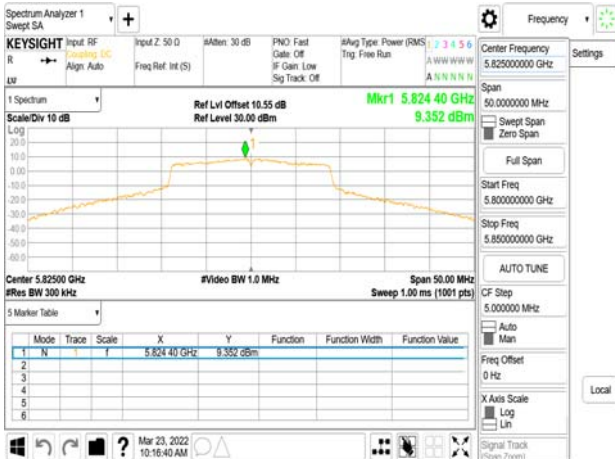 Spectrum Analyzer 1
Swept SA
+
Frequency
KEYSIGHT
R
LXI
Input: RF
Coupling: DC
Align: Auto
Input Z: 50 Ω
Freq Ref: Int (S)
#Atten: 30 dB
PNO: Fast
Gate: Off
IF Gain: Low
Sig Track: Off
#Avg Type: Power (RMS
Trig: Free Run
1 2 3 4 5 6
A W W W W W
A N N N N N
Center Frequency
5.825000000 GHz
Settings
Span
50.0000000 MHz
Swept Span
Zero Span
Full Span
Start Freq
5.800000000 GHz
Stop Freq
5.850000000 GHz
AUTO TUNE
CF Step
5.000000 MHz
Auto
Man
Freq Offset
0 Hz
X Axis Scale
Log
Lin
Signal Track
(Span Zoom)
Local
1 Spectrum
Scale/Div 10 dB
Log
Ref Lvl Offset 10.55 dB
Ref Level 30.00 dBm
Mkr1 5.824 40 GHz
9.352 dBm
20.0
10.0
0.00
-10.0
-20.0
-30.0
-40.0
-50.0
-60.0
1
Center 5.82500 GHz
#Res BW 300 kHz
#Video BW 1.0 MHz
Span 50.00 MHz
Sweep 1.00 ms (1001 pts)
5 Marker Table
Mode Trace Scale X Y Function Function Width Function Value
1 N 1 f 5.824 40 GHz 9.352 dBm
2
3
4
5
6
?
Mar 23, 2022
10:16:40 AM